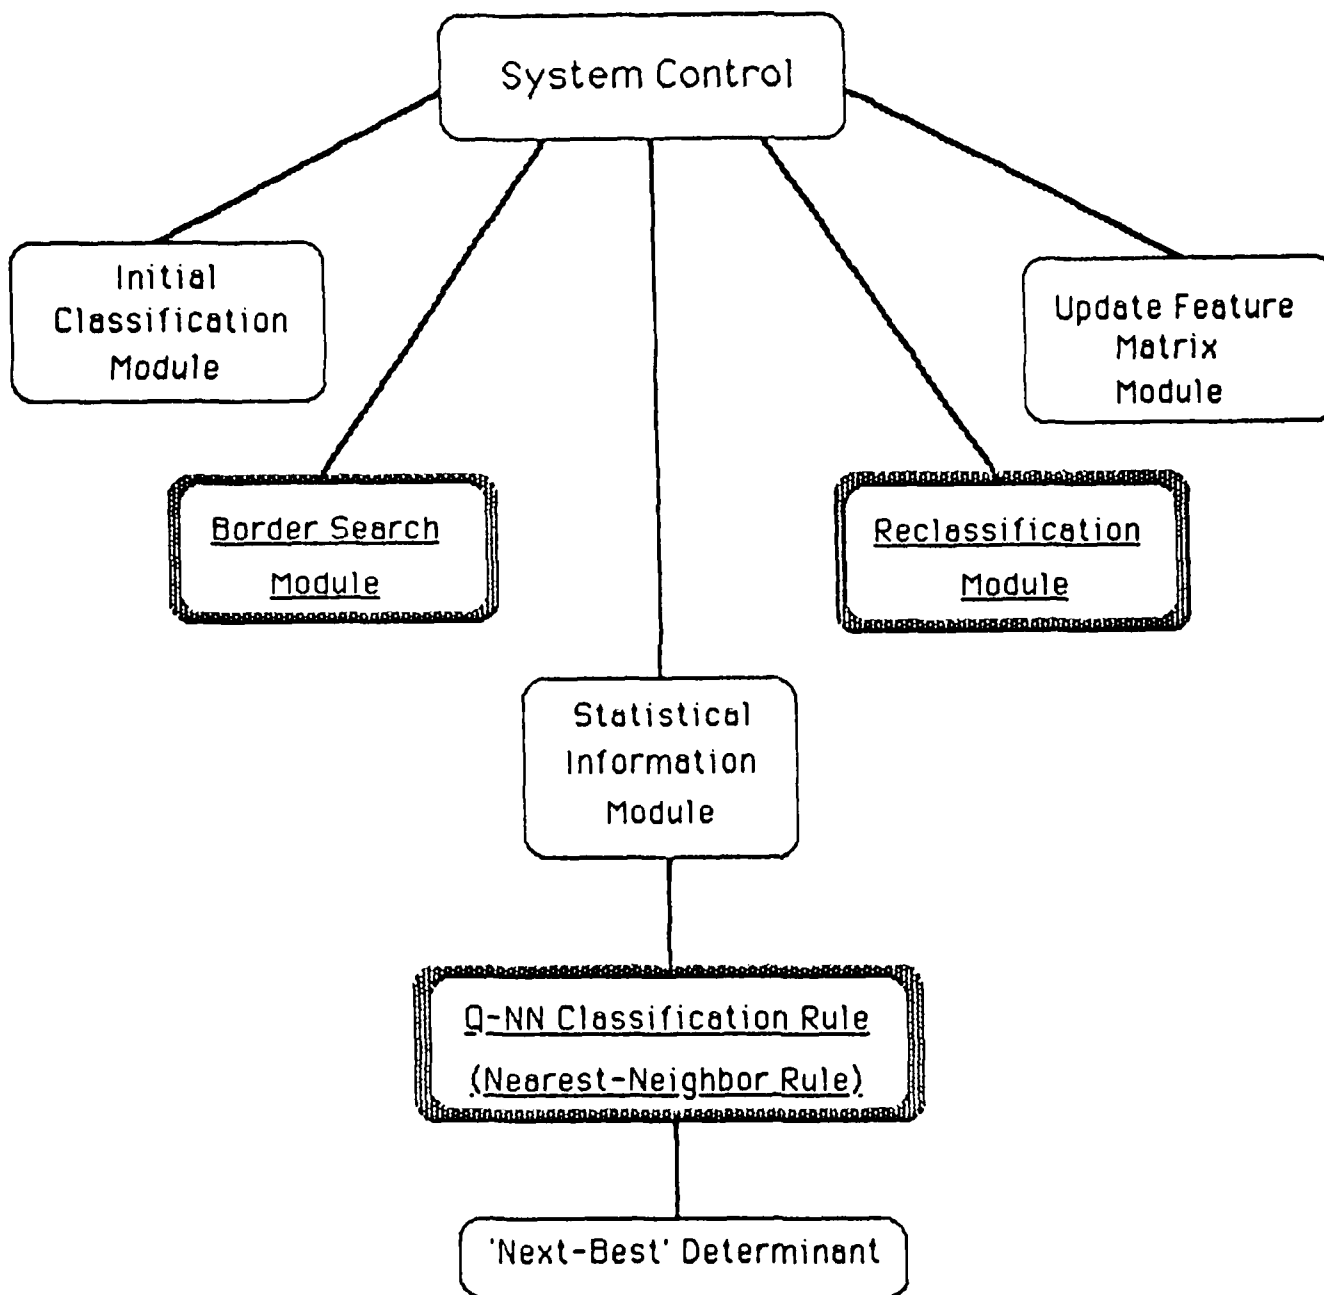 System Control
Initial
Classification
Module
Update Feature
Matrix
Module
Border Search
Module
Reclassification
Module
Statistical
Information
Module
Q-NN Classification Rule
(Nearest-Neighbor Rule)
'Next-Best' Determinant